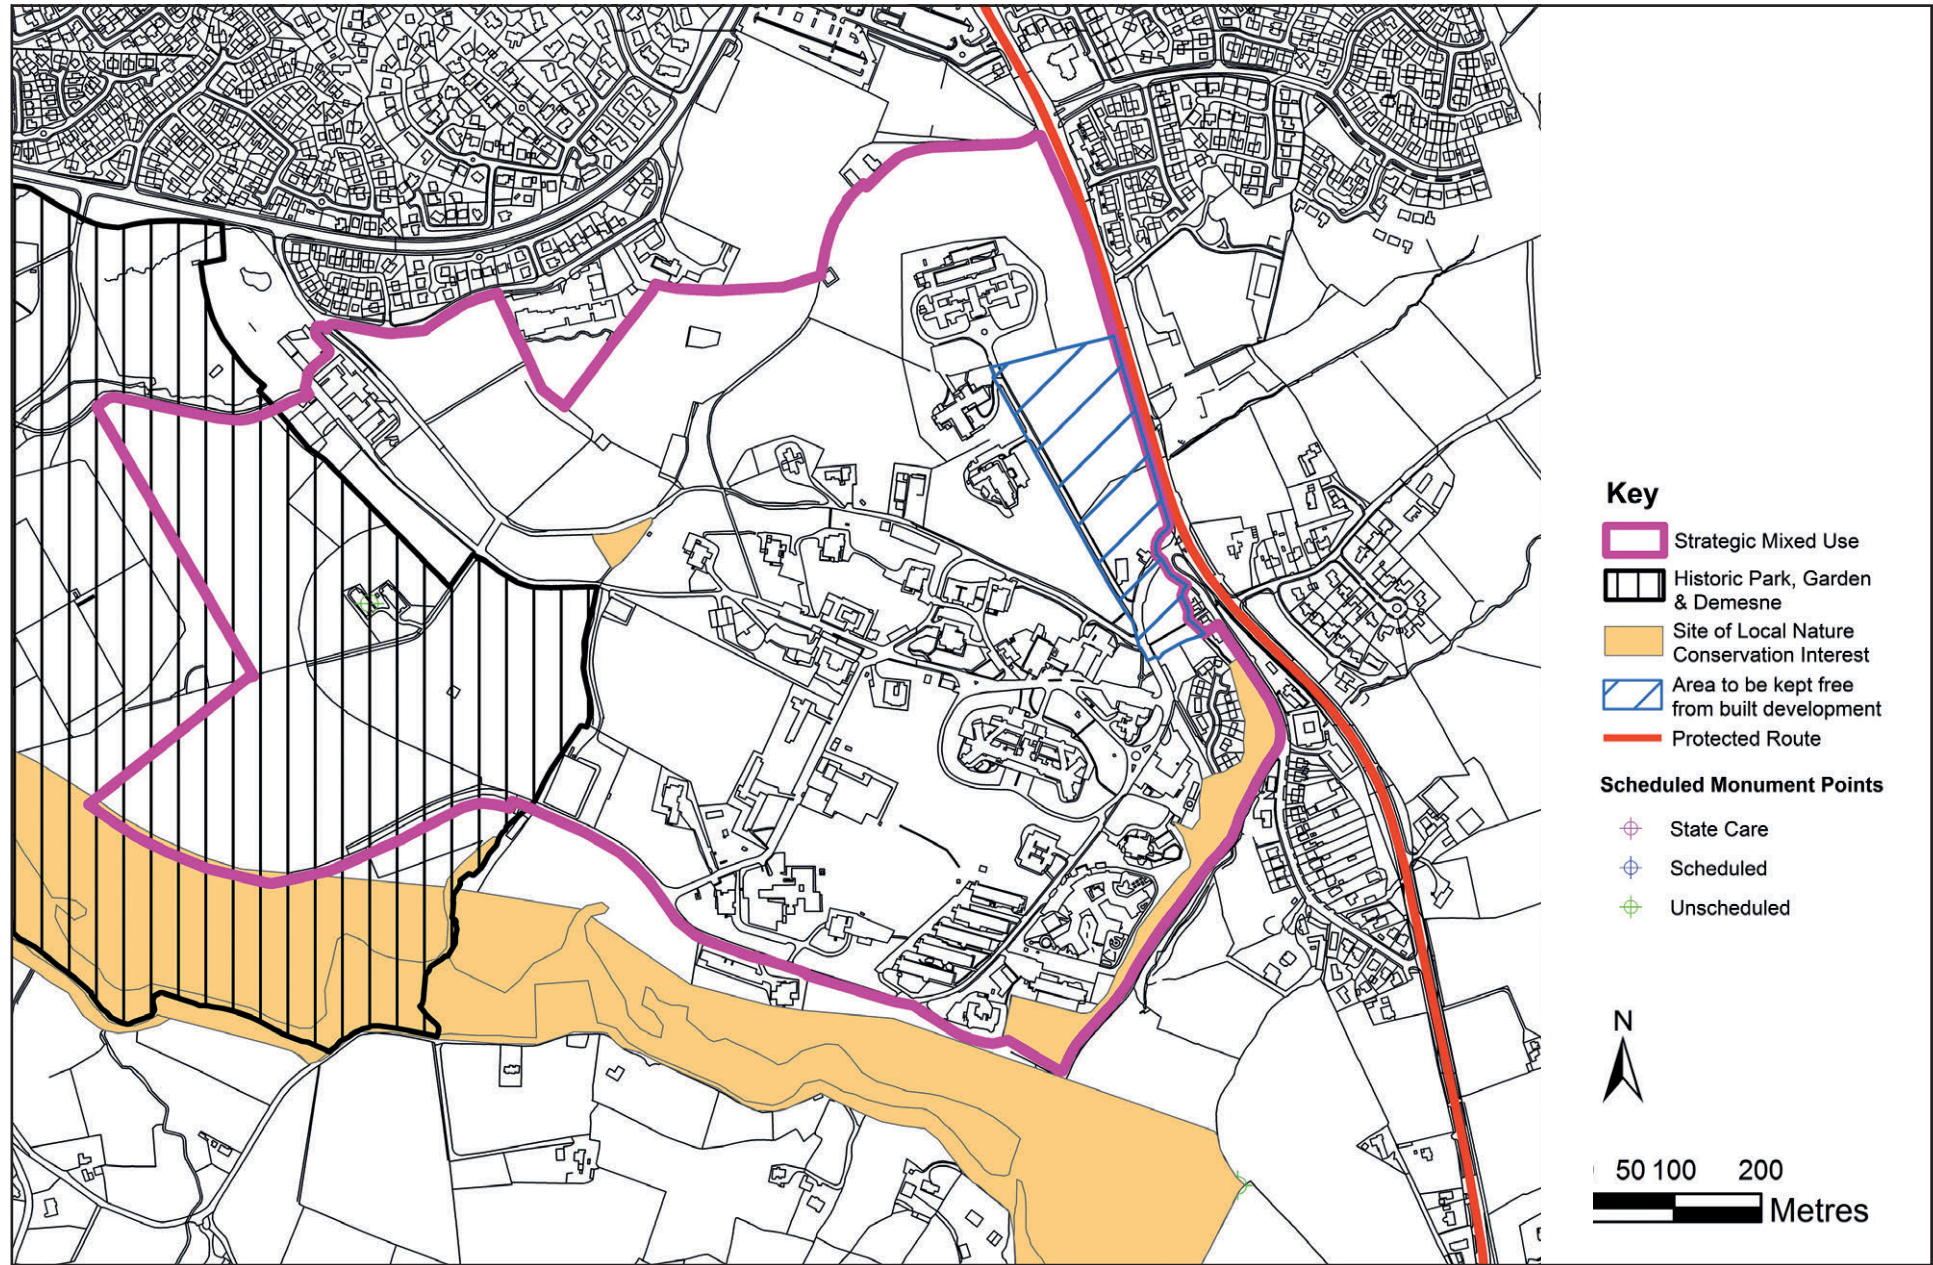 Key
Strategic Mixed Use
Historic Park, Garden
& Demesne
Site of Local Nature
Conservation Interest
Area to be kept free
from built development
Protected Route
Scheduled Monument Points
State Care
Scheduled
Unscheduled
N
50 100 200
Metres